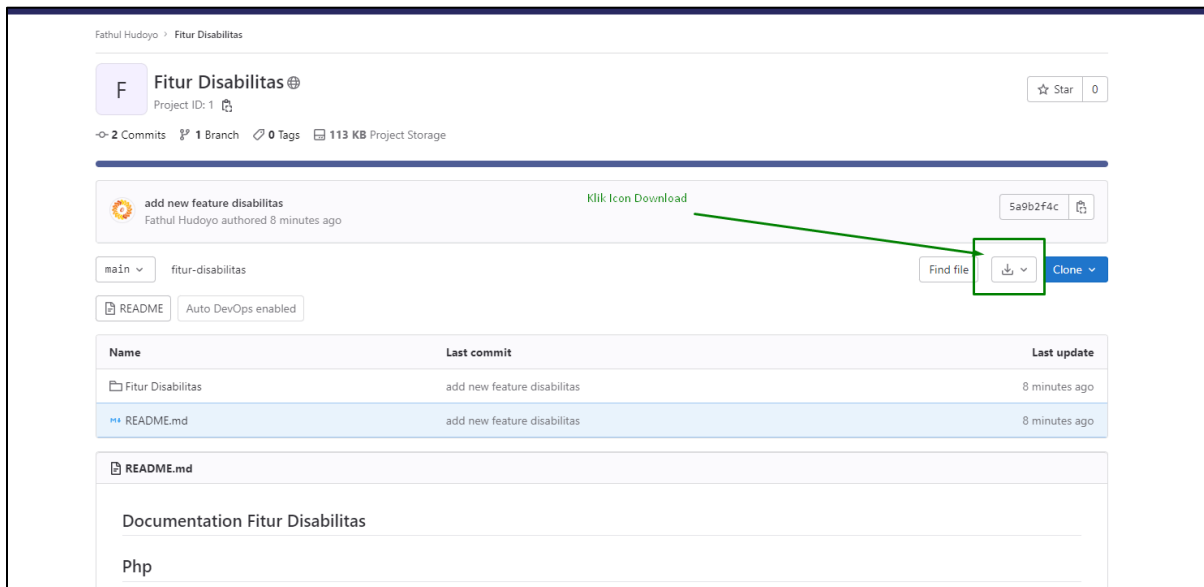 Fathul Hudoyo > Fitur Disabilitas
F
Fitur Disabilitas
Project ID: 1
Star 0
2 Commits 1 Branch 0 Tags 113 KB Project Storage
add new feature disabilitas
Fathul Hudoyo authored 8 minutes ago
Klik Icon Download
5a9b2f4c
main fitur-disabilitas Find file Clone
README Auto DevOps enabled
Name Last commit Last update
Fitur Disabilitas add new feature disabilitas 8 minutes ago
README.md add new feature disabilitas 8 minutes ago
README.md
Documentation Fitur Disabilitas
Php